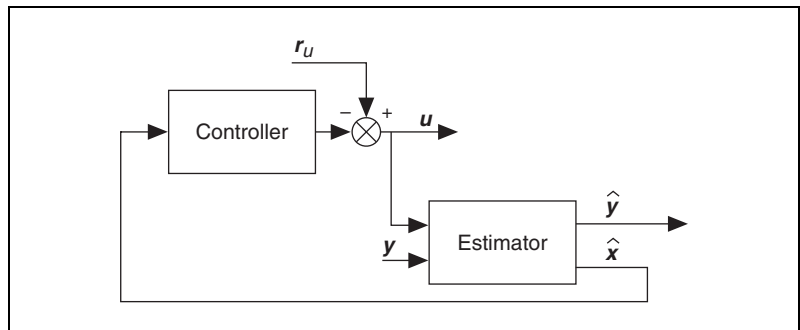 r_u
− +
Controller
u
ŷ
Estimator
y
x̂